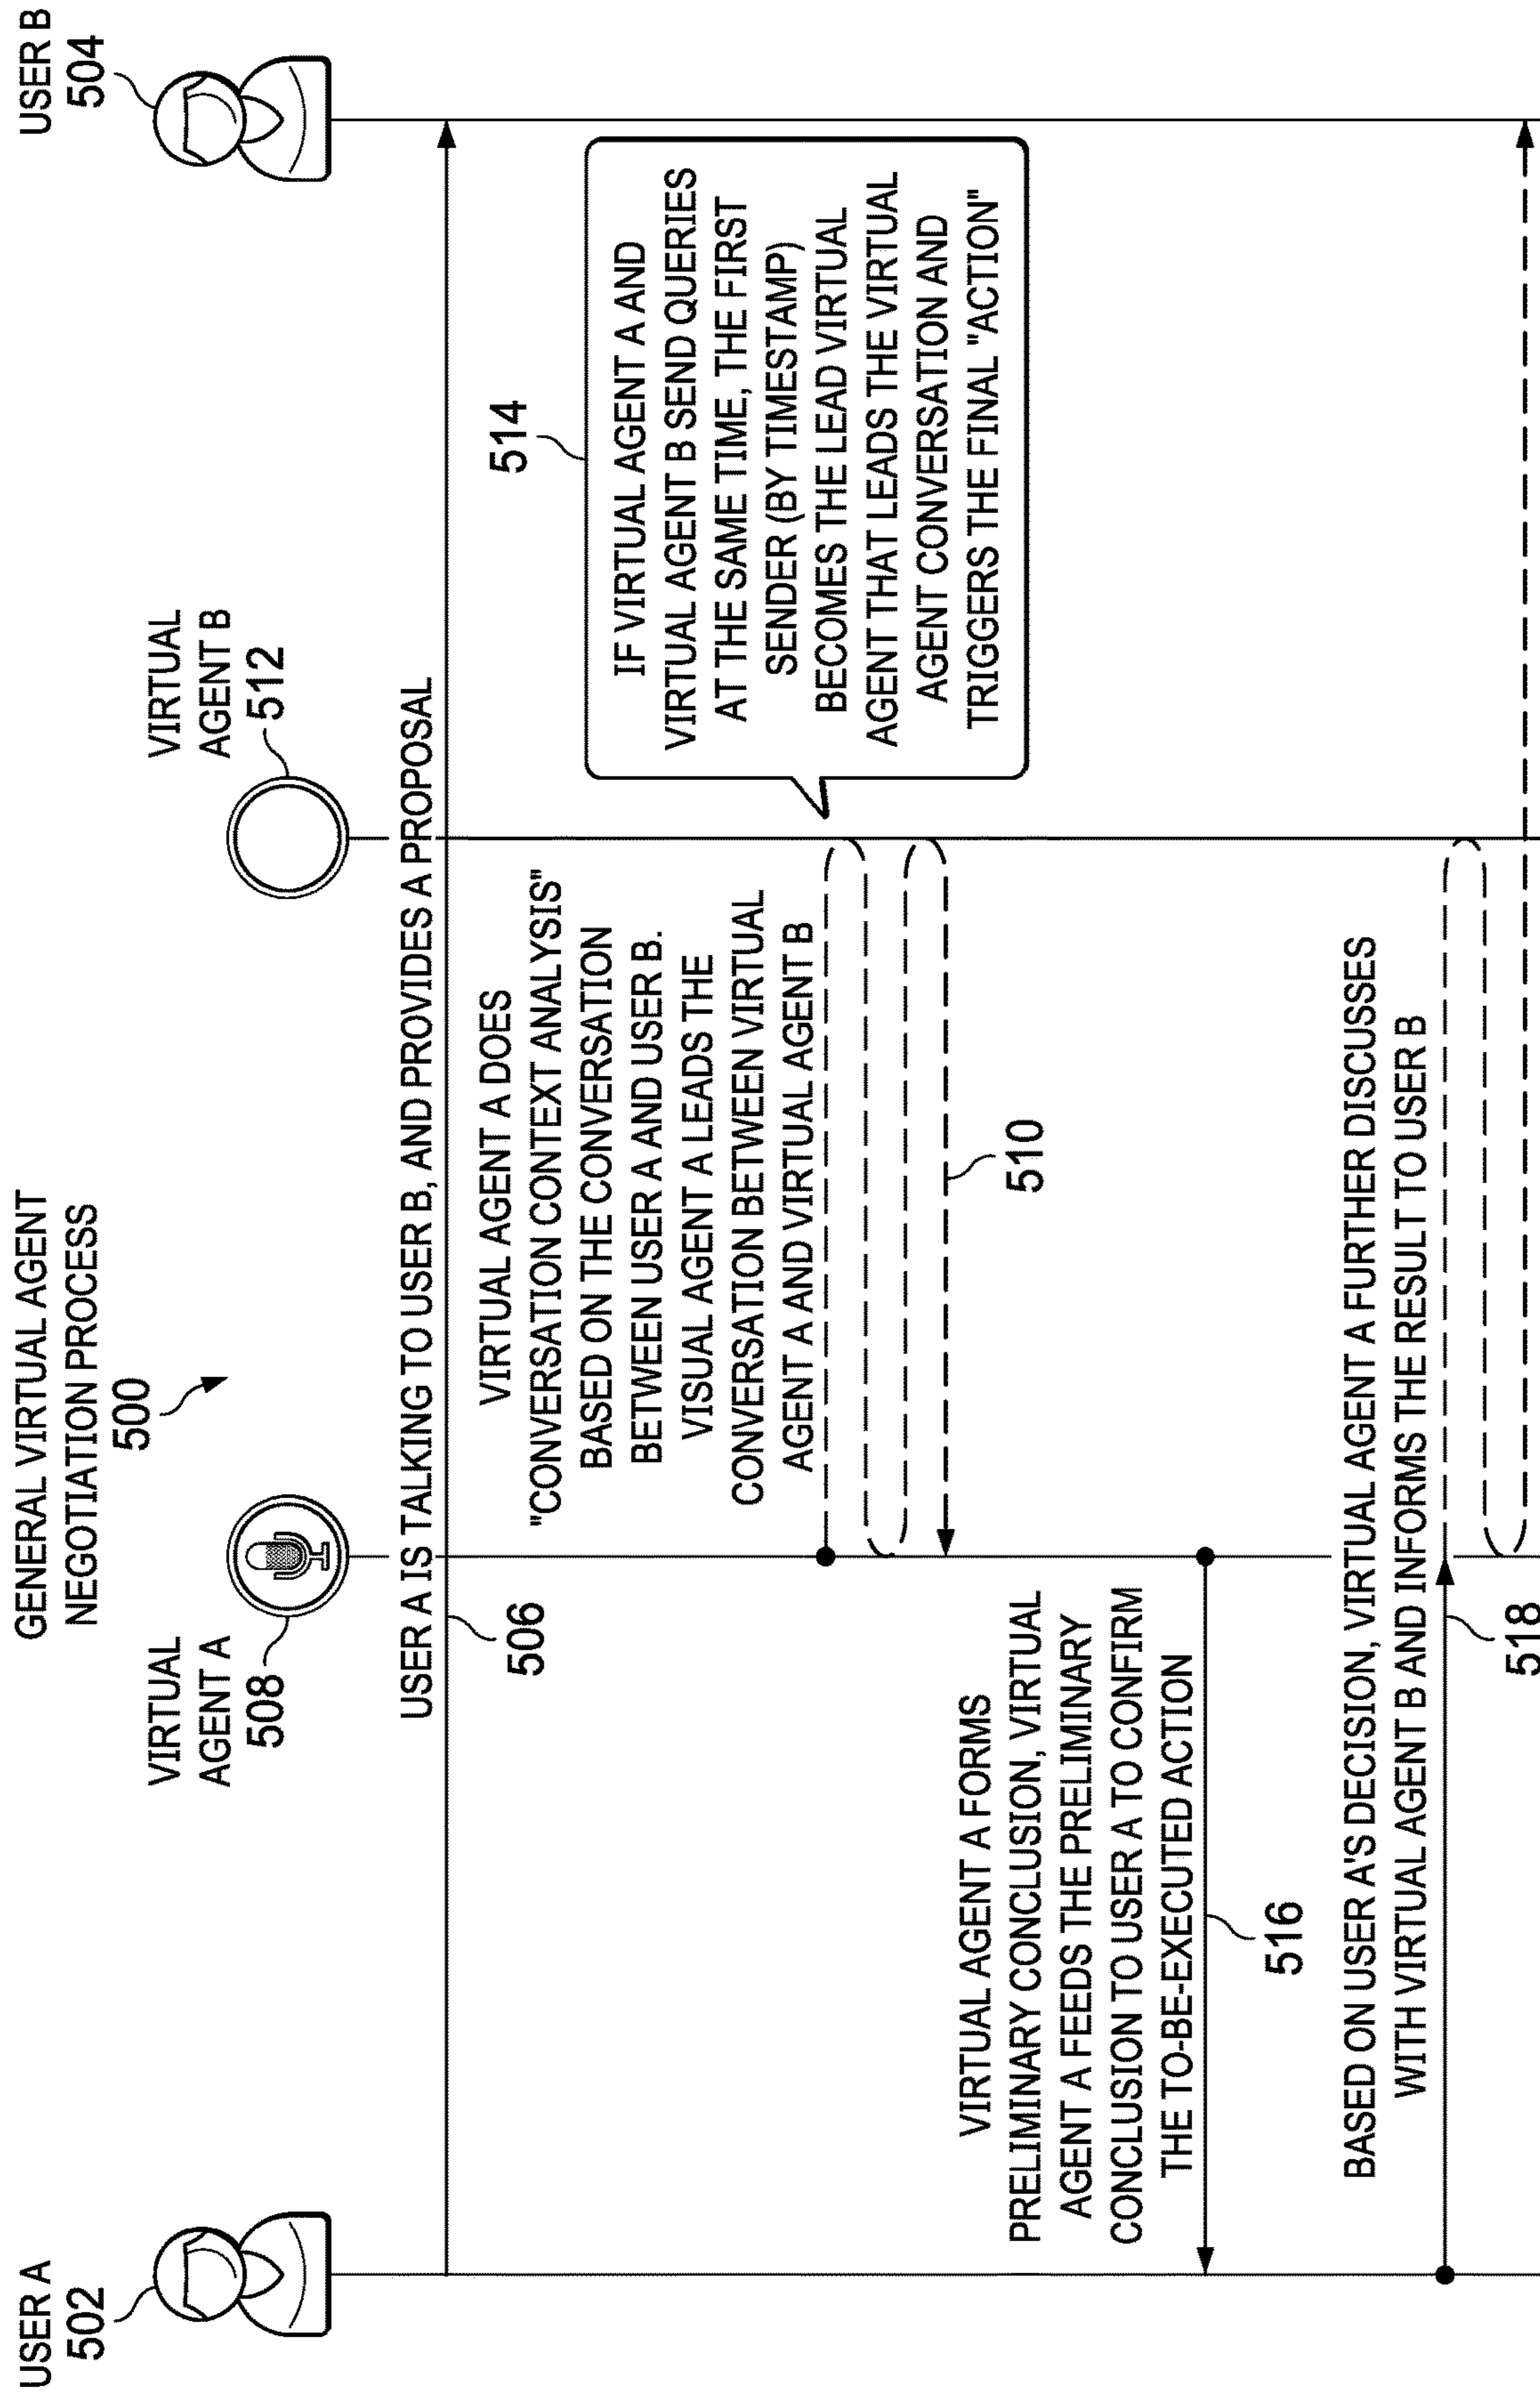 GENERAL VIRTUAL AGENT
NEGOTIATION PROCESS
500
USER A
502
VIRTUAL
AGENT A
508
VIRTUAL
AGENT B
512
USER B
504
USER A IS TALKING TO USER B, AND PROVIDES A PROPOSAL
506
VIRTUAL AGENT A DOES
"CONVERSATION CONTEXT ANALYSIS"
BASED ON THE CONVERSATION
BETWEEN USER A AND USER B.
VISUAL AGENT A LEADS THE
CONVERSATION BETWEEN VIRTUAL
AGENT A AND VIRTUAL AGENT B
510
514
IF VIRTUAL AGENT A AND
VIRTUAL AGENT B SEND QUERIES
AT THE SAME TIME, THE FIRST
SENDER (BY TIMESTAMP)
BECOMES THE LEAD VIRTUAL
AGENT THAT LEADS THE VIRTUAL
AGENT CONVERSATION AND
TRIGGERS THE FINAL "ACTION"
VIRTUAL AGENT A FORMS
PRELIMINARY CONCLUSION, VIRTUAL
AGENT A FEEDS THE PRELIMINARY
CONCLUSION TO USER A TO CONFIRM
THE TO-BE-EXECUTED ACTION
516
BASED ON USER A'S DECISION, VIRTUAL AGENT A FURTHER DISCUSSES
WITH VIRTUAL AGENT B AND INFORMS THE RESULT TO USER B
518